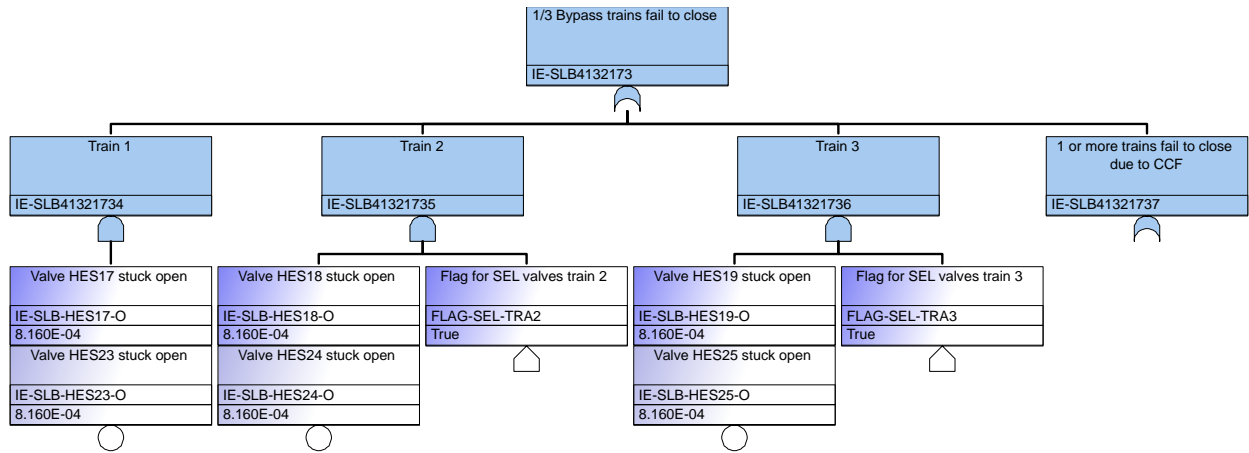 1/3 Bypass trains fail to close
IE-SLB4132173
Train 1
IE-SLB41321734
Train 2
IE-SLB41321735
Train 3
IE-SLB41321736
1 or more trains fail to close
due to CCF
IE-SLB41321737
Valve HES17 stuck open
IE-SLB-HES17-O
8.160E-04
Valve HES23 stuck open
IE-SLB-HES23-O
8.160E-04
Valve HES18 stuck open
IE-SLB-HES18-O
8.160E-04
Valve HES24 stuck open
IE-SLB-HES24-O
8.160E-04
Flag for SEL valves train 2
FLAG-SEL-TRA2
True
Valve HES19 stuck open
IE-SLB-HES19-O
8.160E-04
Valve HES25 stuck open
IE-SLB-HES25-O
8.160E-04
Flag for SEL valves train 3
FLAG-SEL-TRA3
True